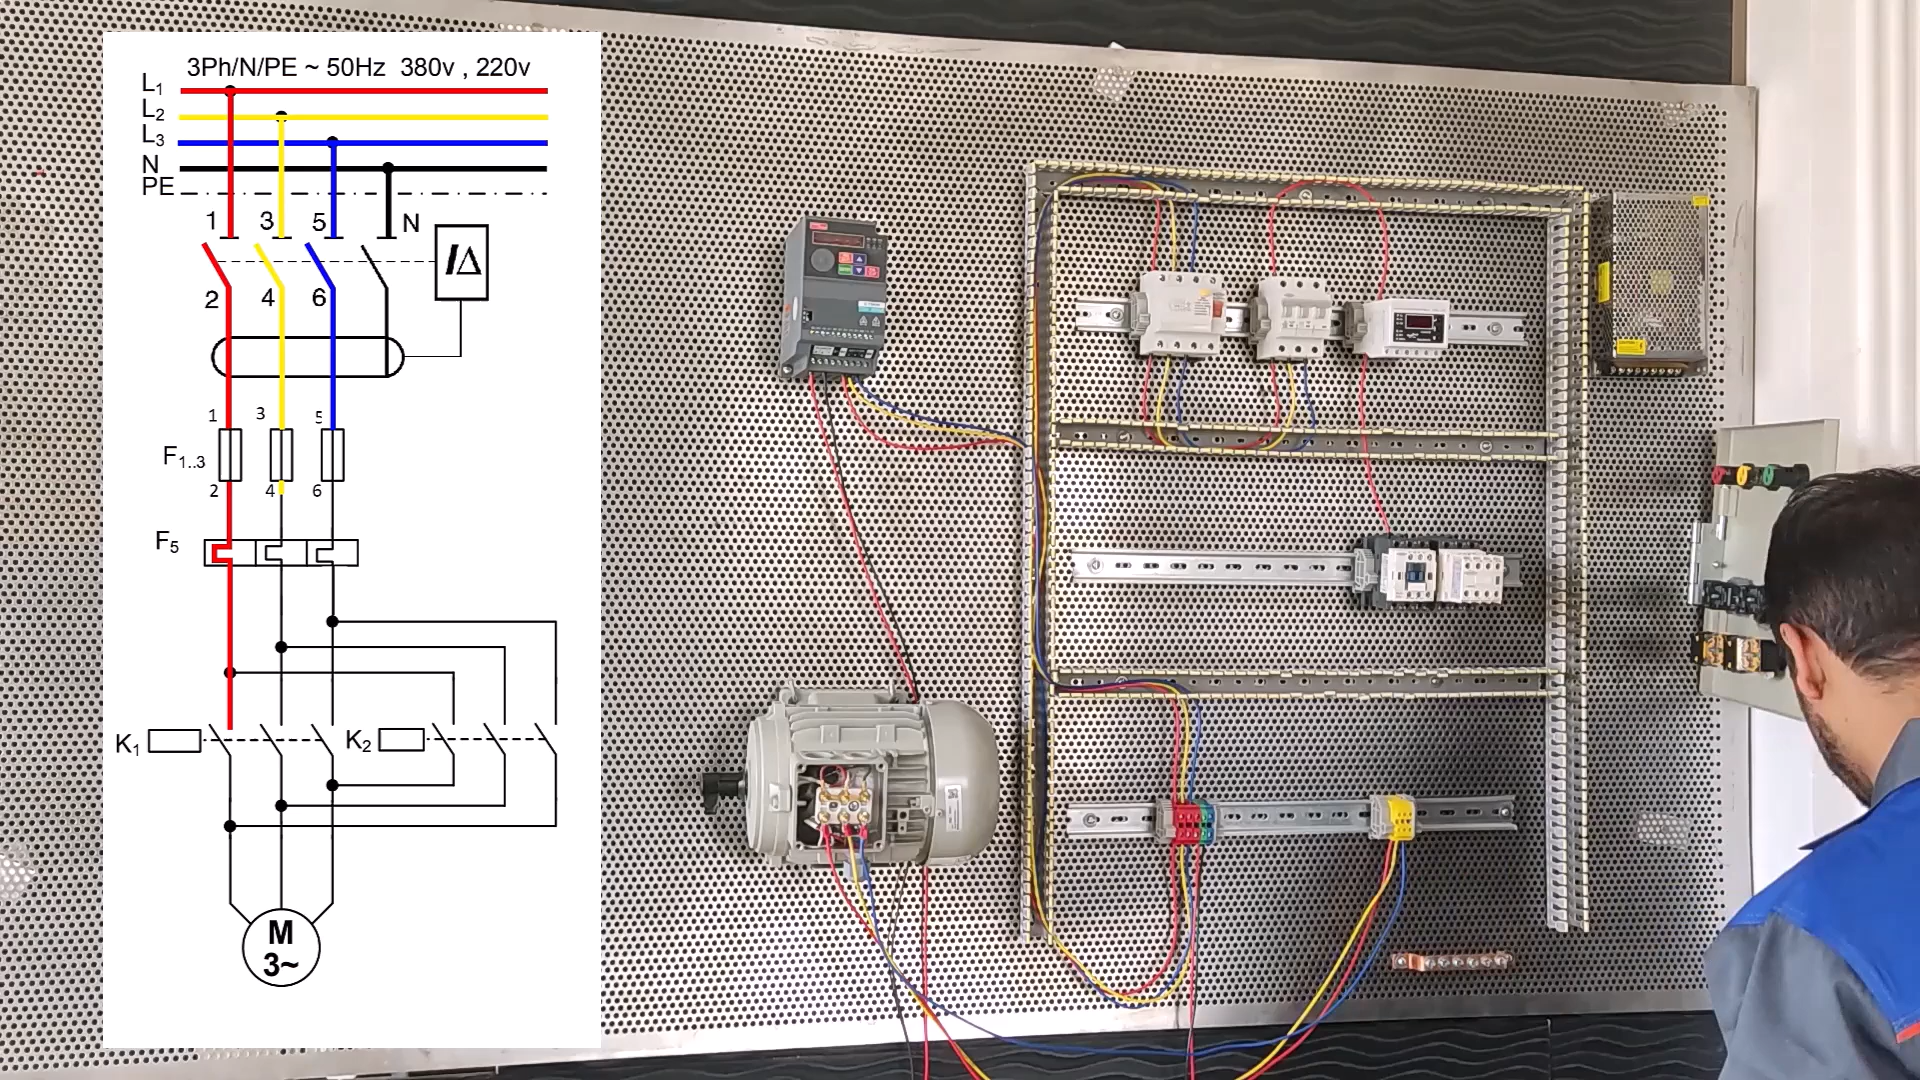 3Ph/N/PE ~ 50Hz 380v , 220v
L1
L2
L3
N
PE
1 3 5 N
I∆
2 4 6
1 3 5
F1..3
2 4 6
F5
K1 K2
M
3~